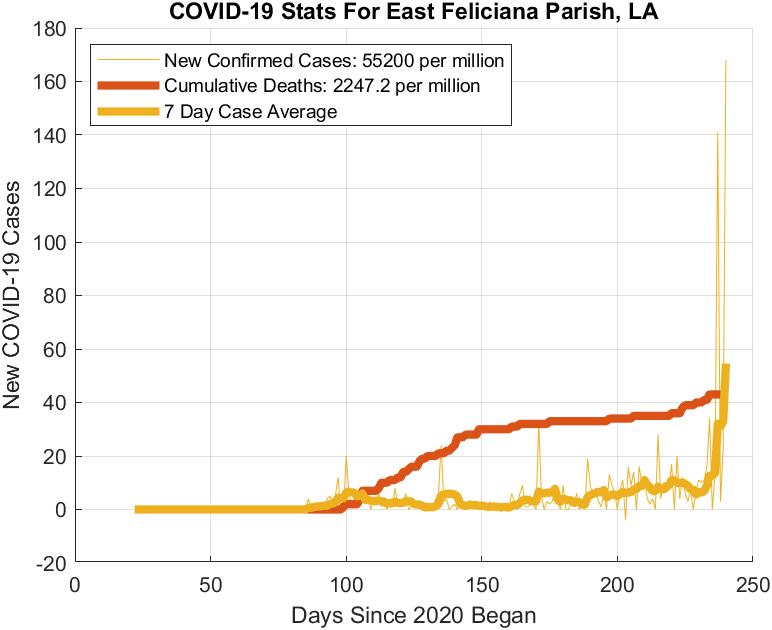 COVID-19 Stats For East Feliciana Parish, LA
New Confirmed Cases: 55200 per million
Cumulative Deaths: 2247.2 per million
7 Day Case Average
New COVID-19 Cases
180
160
140
120
100
80
60
40
20
0
-20
0 50 100 150 200 250
Days Since 2020 Began